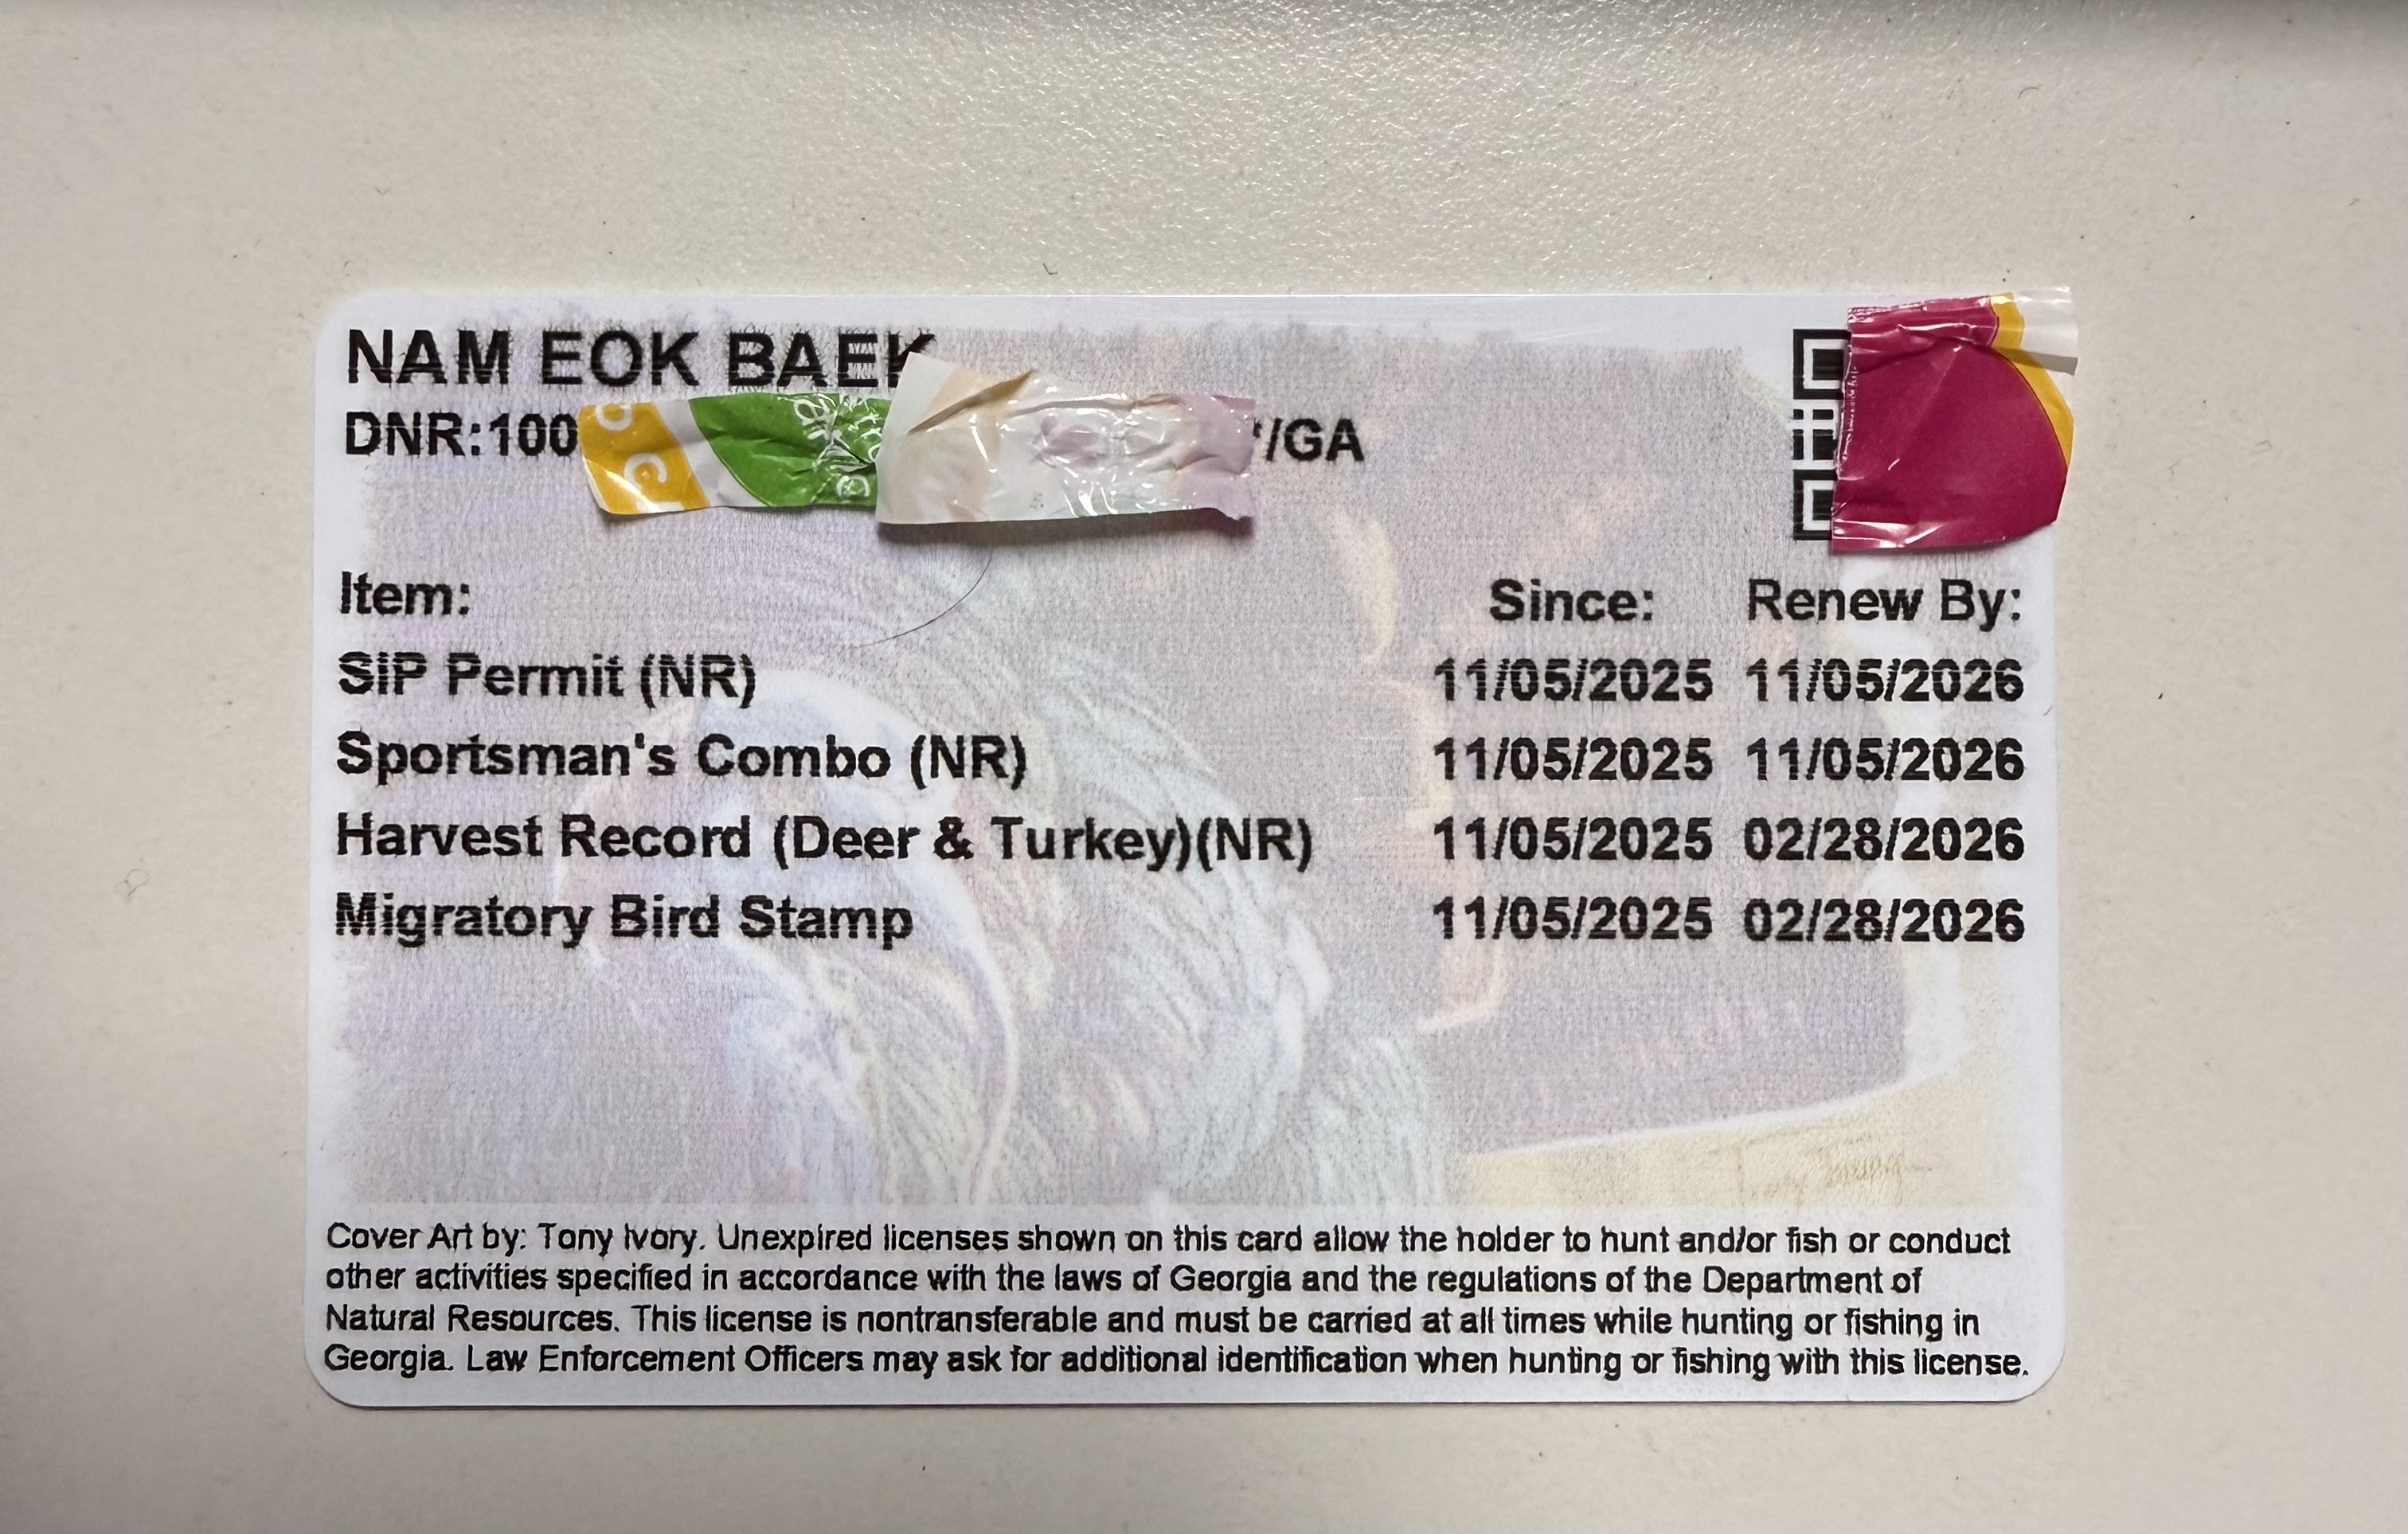 NAM EOK BAEK
DNR:100 */GA
Item: Since: Renew By:
SIP Permit (NR) 11/05/2025 11/05/2026
Sportsman's Combo (NR) 11/05/2025 11/05/2026
Harvest Record (Deer & Turkey)(NR) 11/05/2025 02/28/2026
Migratory Bird Stamp 11/05/2025 02/28/2026
Cover Art by: Tony Ivory. Unexpired licenses shown on this card allow the holder to hunt and/or fish or conduct
other activities specified in accordance with the laws of Georgia and the regulations of the Department of
Natural Resources. This license is nontransferable and must be carried at all times while hunting or fishing in
Georgia. Law Enforcement Officers may ask for additional identification when hunting or fishing with this license.